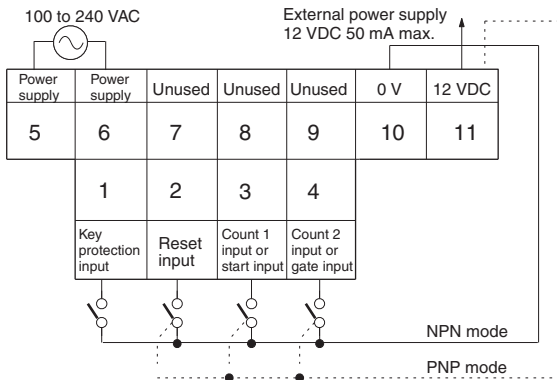 100 to 240 VAC
External power supply
12 VDC 50 mA max.
Power supply
Power supply
Unused
Unused
Unused
0 V
12 VDC
5
6
7
8
9
10
11
1
2
3
4
Key protection input
Reset input
Count 1 input or start input
Count 2 input or gate input
NPN mode
PNP mode